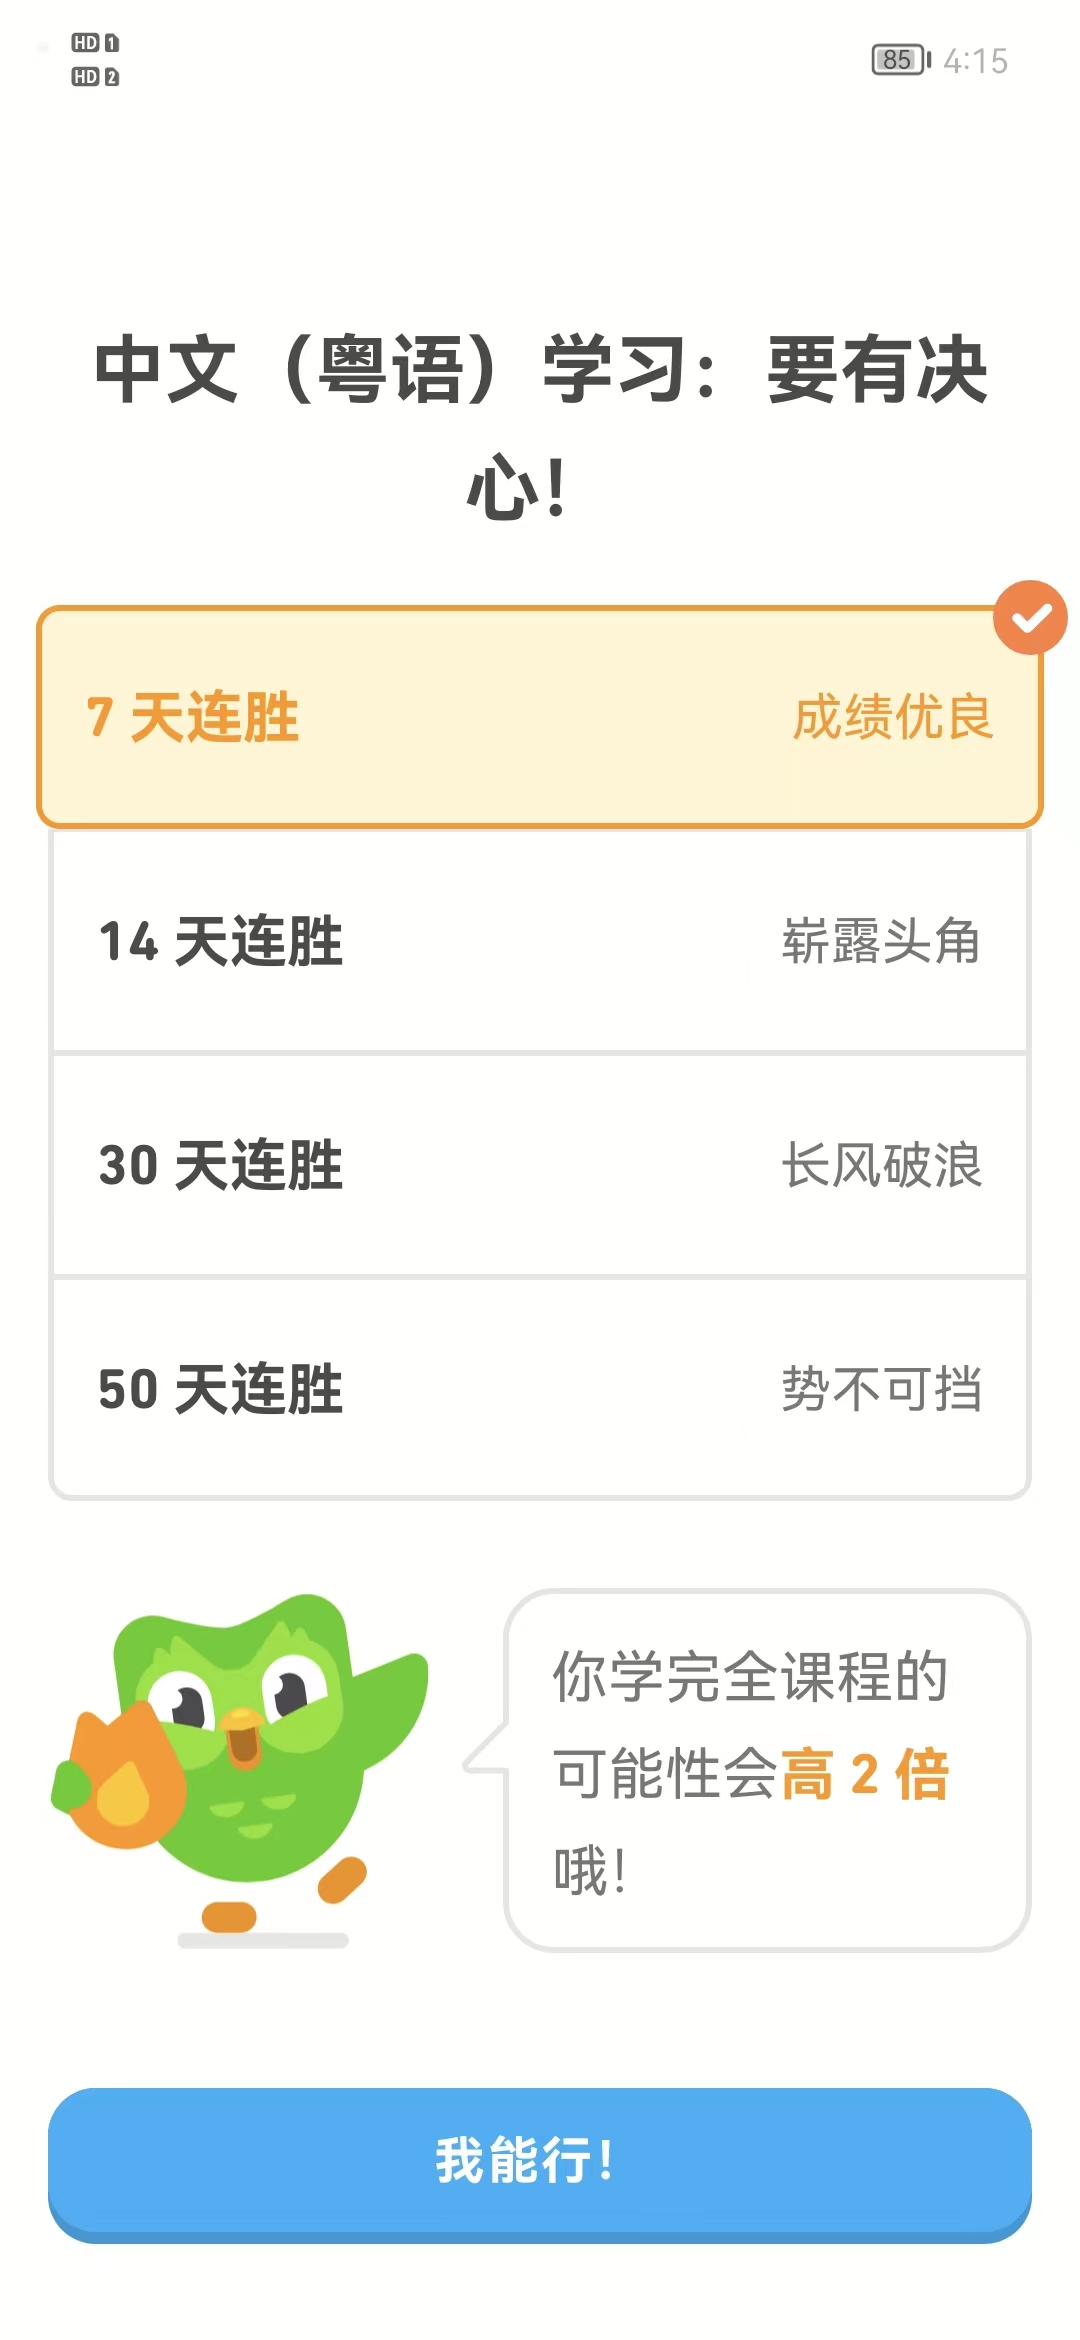 HD 1
HD 2
85 4:15
中文（粤语）学习：要有决
心！
7 天连胜 成绩优良
14 天连胜 崭露头角
30 天连胜 长风破浪
50 天连胜 势不可挡
你学完全课程的
可能性会高 2 倍
哦！
我能行！